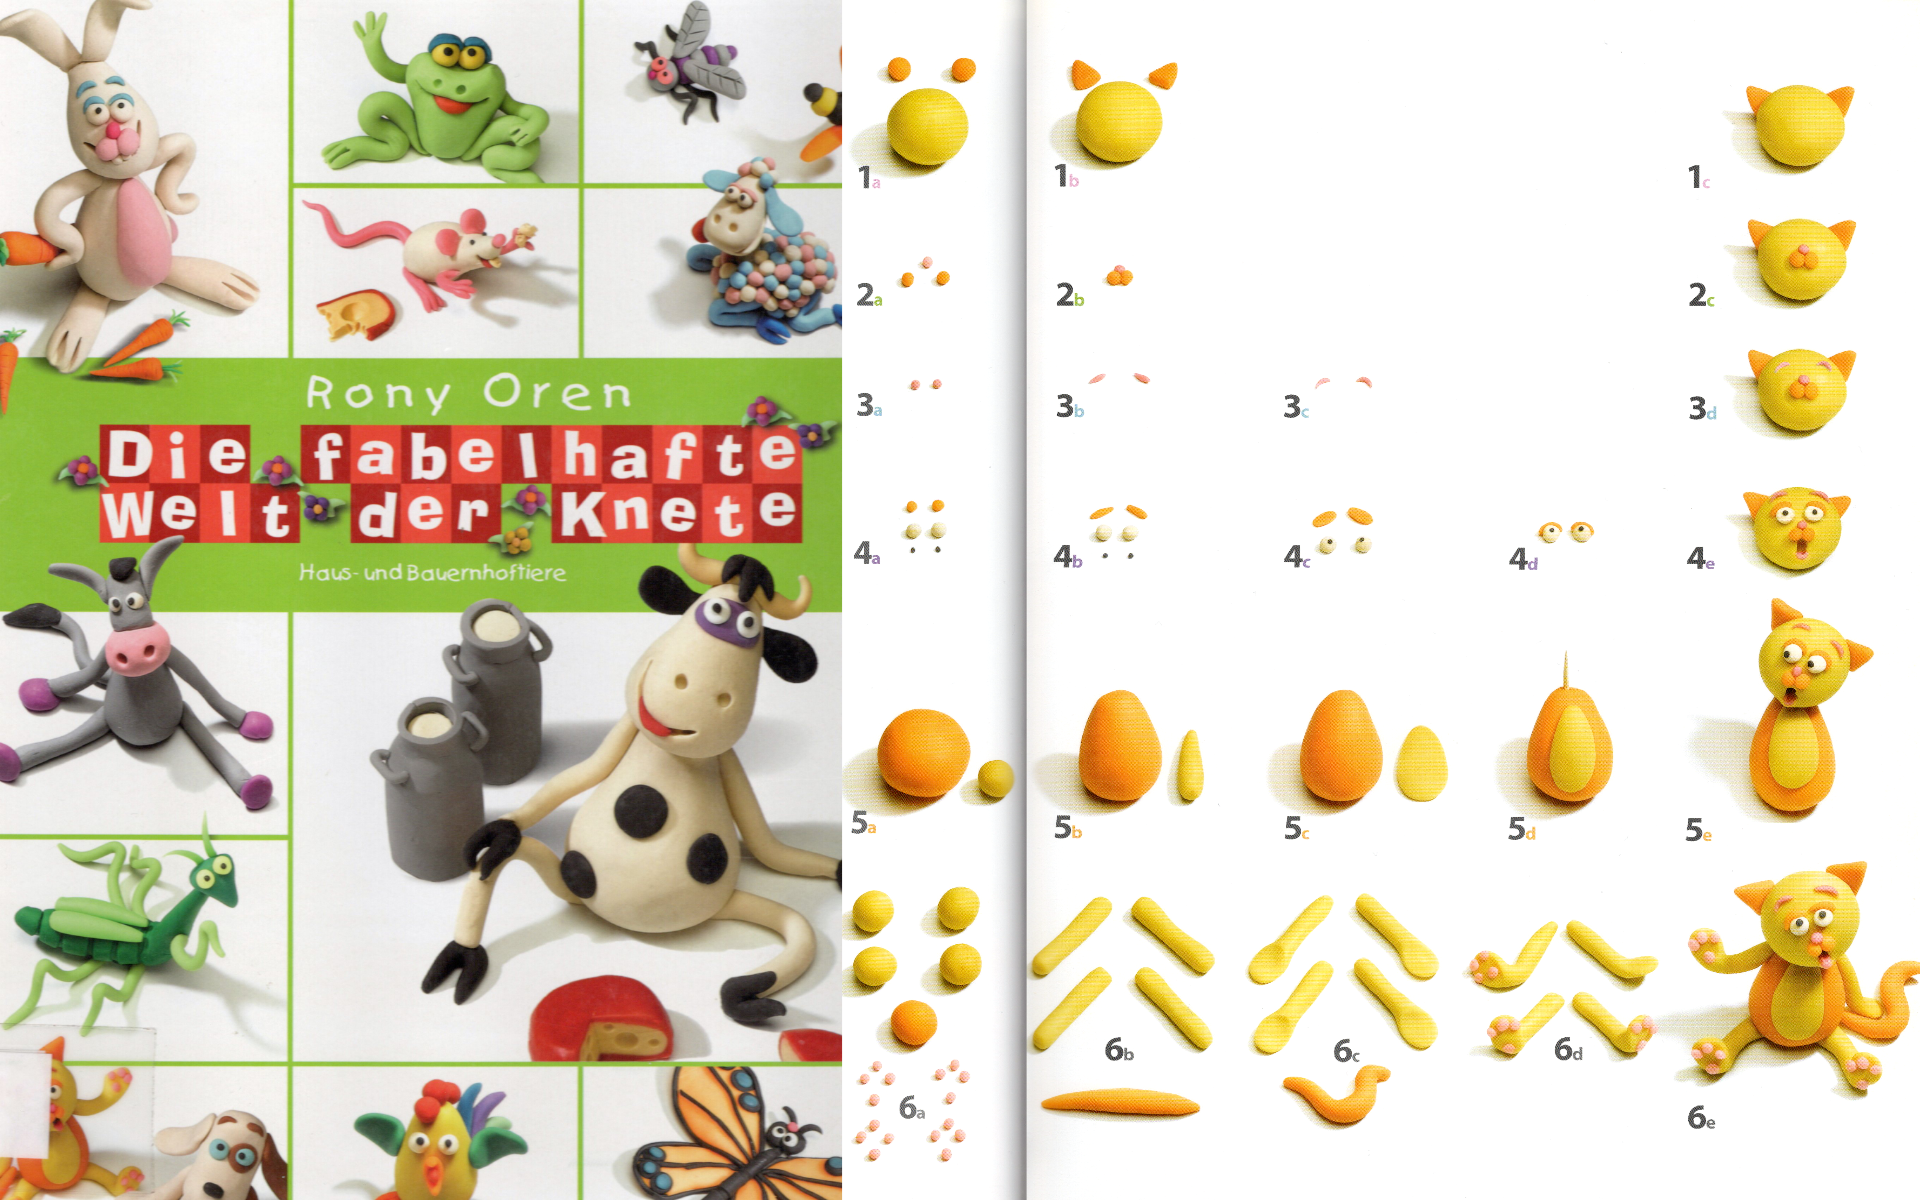 Rony Oren
Die fabelhafte
Welt der Knete
Haus- und Bauernhoftiere
1a
1b
1c
2a
2b
2c
3a
3b
3c
3d
4a
4b
4c
4d
4e
5a
5b
5c
5d
5e
6a
6b
6c
6d
6e